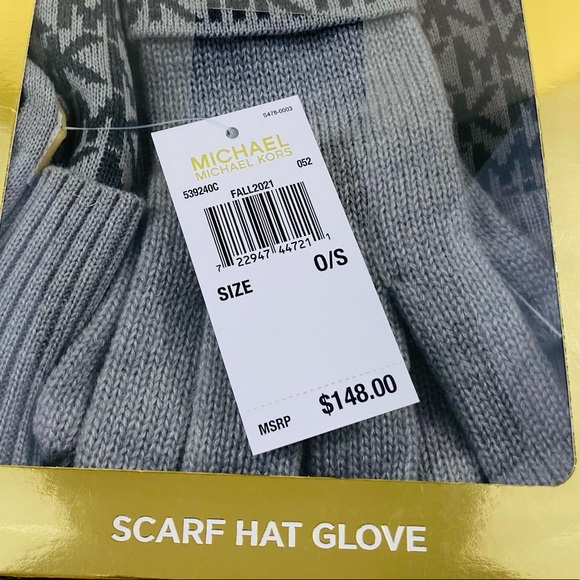 S478-0003
MICHAEL
MICHAEL KORS
539240C FALL2021 052
7 22947 44721 1
SIZE O/S
MSRP $148.00
SCARF HAT GLOVE